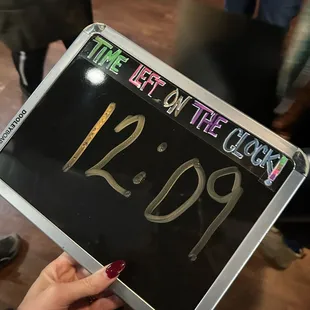 TIME LEFT ON THE CLOCK!
12:09